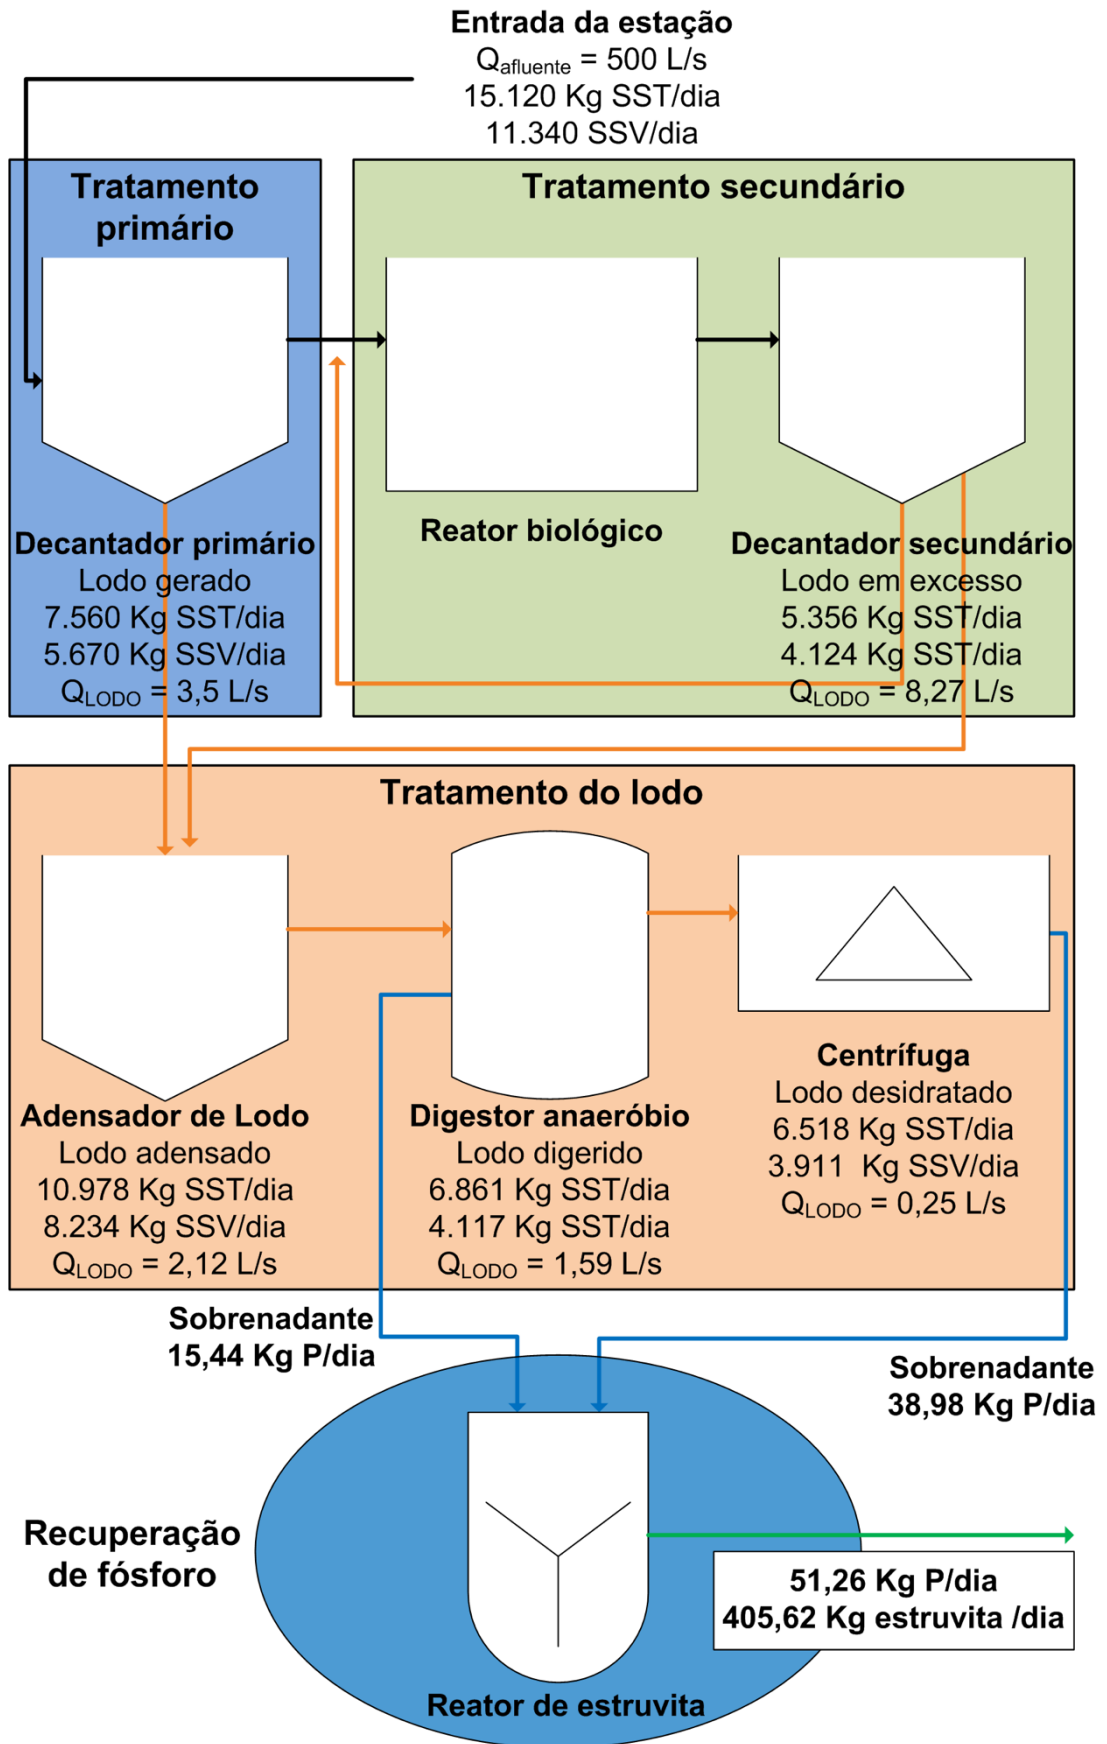 Entrada da estação
Qafluente = 500 L/s
15.120 Kg SST/dia
11.340 SSV/dia
Tratamento
primário
Tratamento secundário
Decantador primário
Lodo gerado
7.560 Kg SST/dia
5.670 Kg SSV/dia
QLODO = 3,5 L/s
Reator biológico
Decantador secundário
Lodo em excesso
5.356 Kg SST/dia
4.124 Kg SST/dia
QLODO = 8,27 L/s
Tratamento do lodo
Adensador de Lodo
Lodo adensado
10.978 Kg SST/dia
8.234 Kg SSV/dia
QLODO = 2,12 L/s
Digestor anaeróbio
Lodo digerido
6.861 Kg SST/dia
4.117 Kg SST/dia
QLODO = 1,59 L/s
Centrífuga
Lodo desidratado
6.518 Kg SST/dia
3.911 Kg SSV/dia
QLODO = 0,25 L/s
Sobrenadante
15,44 Kg P/dia
Sobrenadante
38,98 Kg P/dia
Recuperação
de fósforo
51,26 Kg P/dia
405,62 Kg estruvita /dia
Reator de estruvita